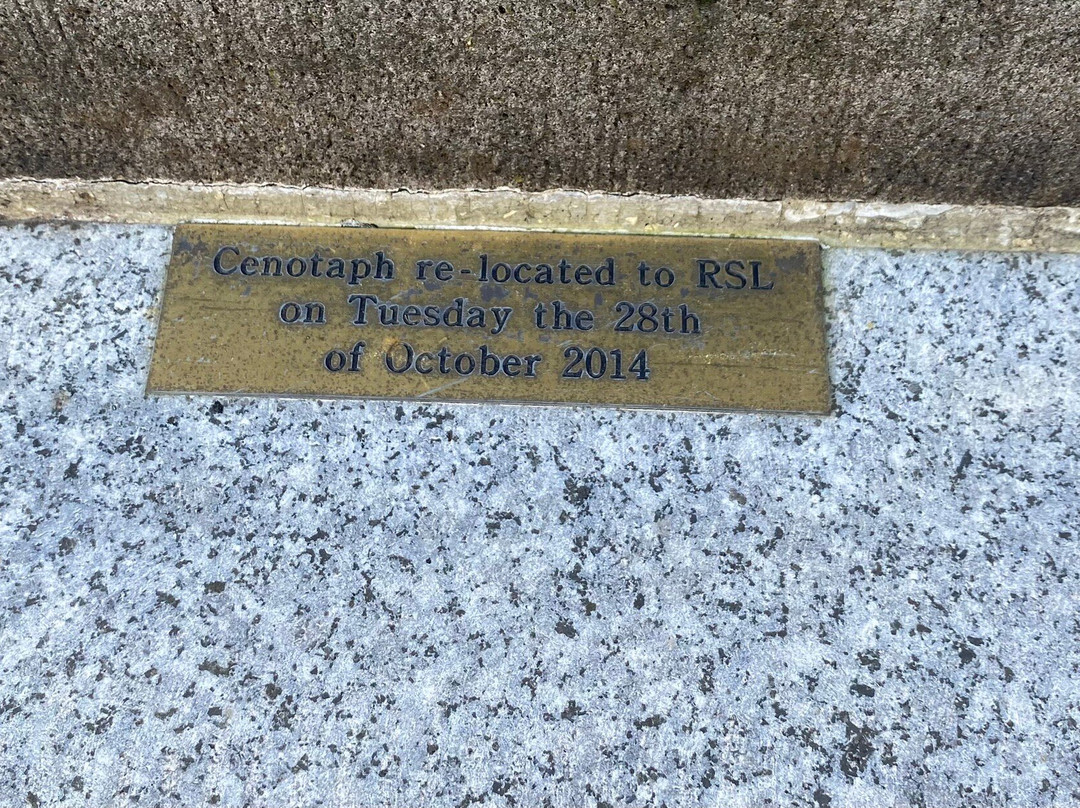 Cenotaph re-located to RSL
on Tuesday the 28th
of October 2014